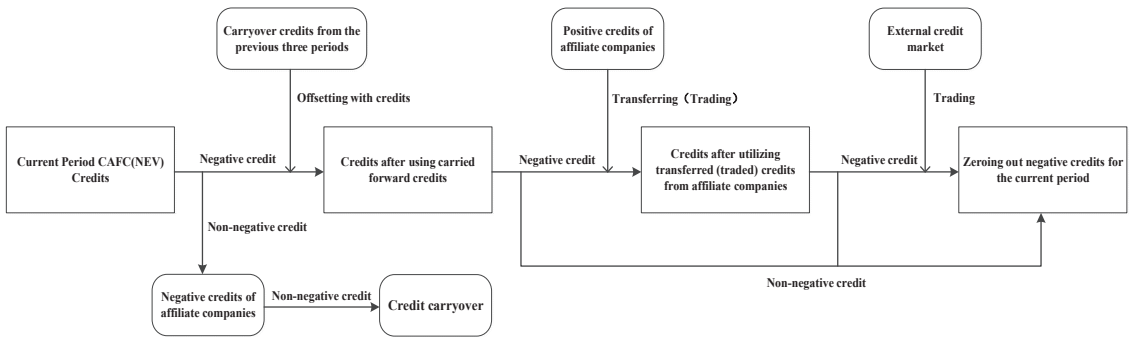 Carryover credits from the
previous three periods
Positive credits of
affiliate companies
External credit
market
Offsetting with credits
Transferring（Trading）
Trading
Current Period CAFC(NEV)
Credits
Negative credit
Credits after using carried
forward credits
Negative credit
Credits after utilizing
transferred (traded) credits
from affiliate companies
Negative credit
Zeroing out negative credits for
the current period
Non-negative credit
Non-negative credit
Negative credits of
affiliate companies
Non-negative credit
Credit carryover